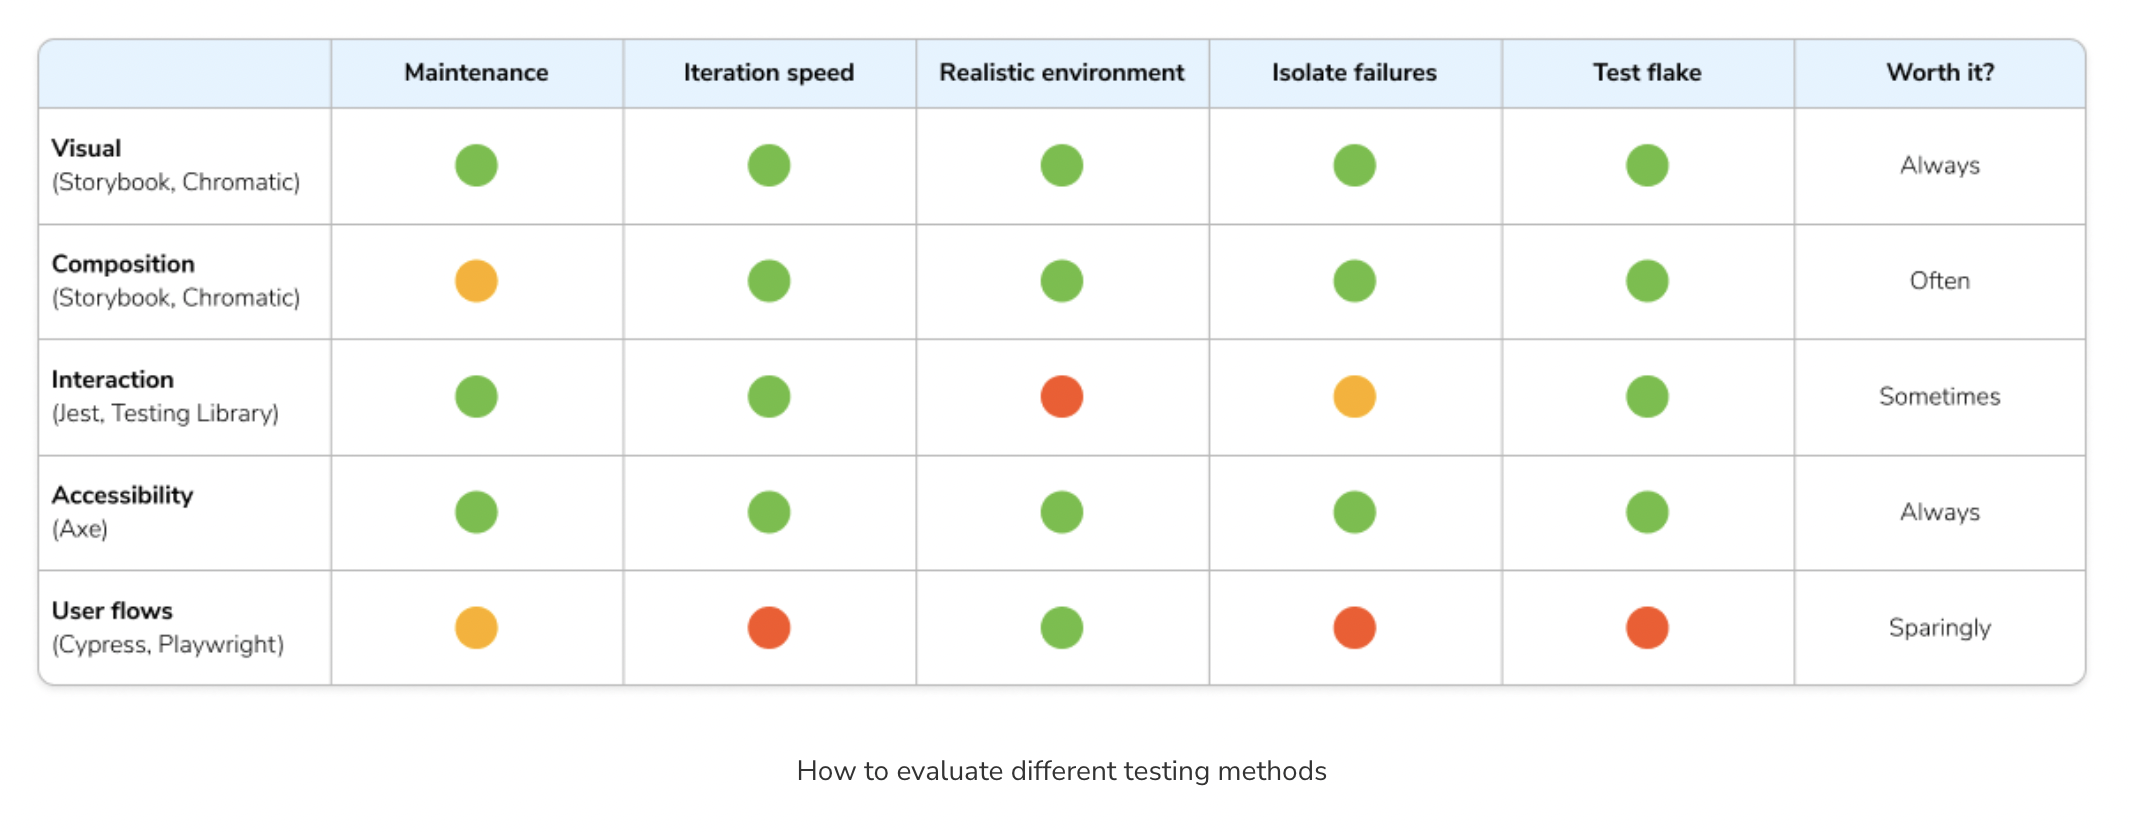 Maintenance
Iteration speed
Realistic environment
Isolate failures
Test flake
Worth it?
Visual
(Storybook, Chromatic)
Always
Composition
(Storybook, Chromatic)
Often
Interaction
(Jest, Testing Library)
Sometimes
Accessibility
(Axe)
Always
User flows
(Cypress, Playwright)
Sparingly
How to evaluate different testing methods